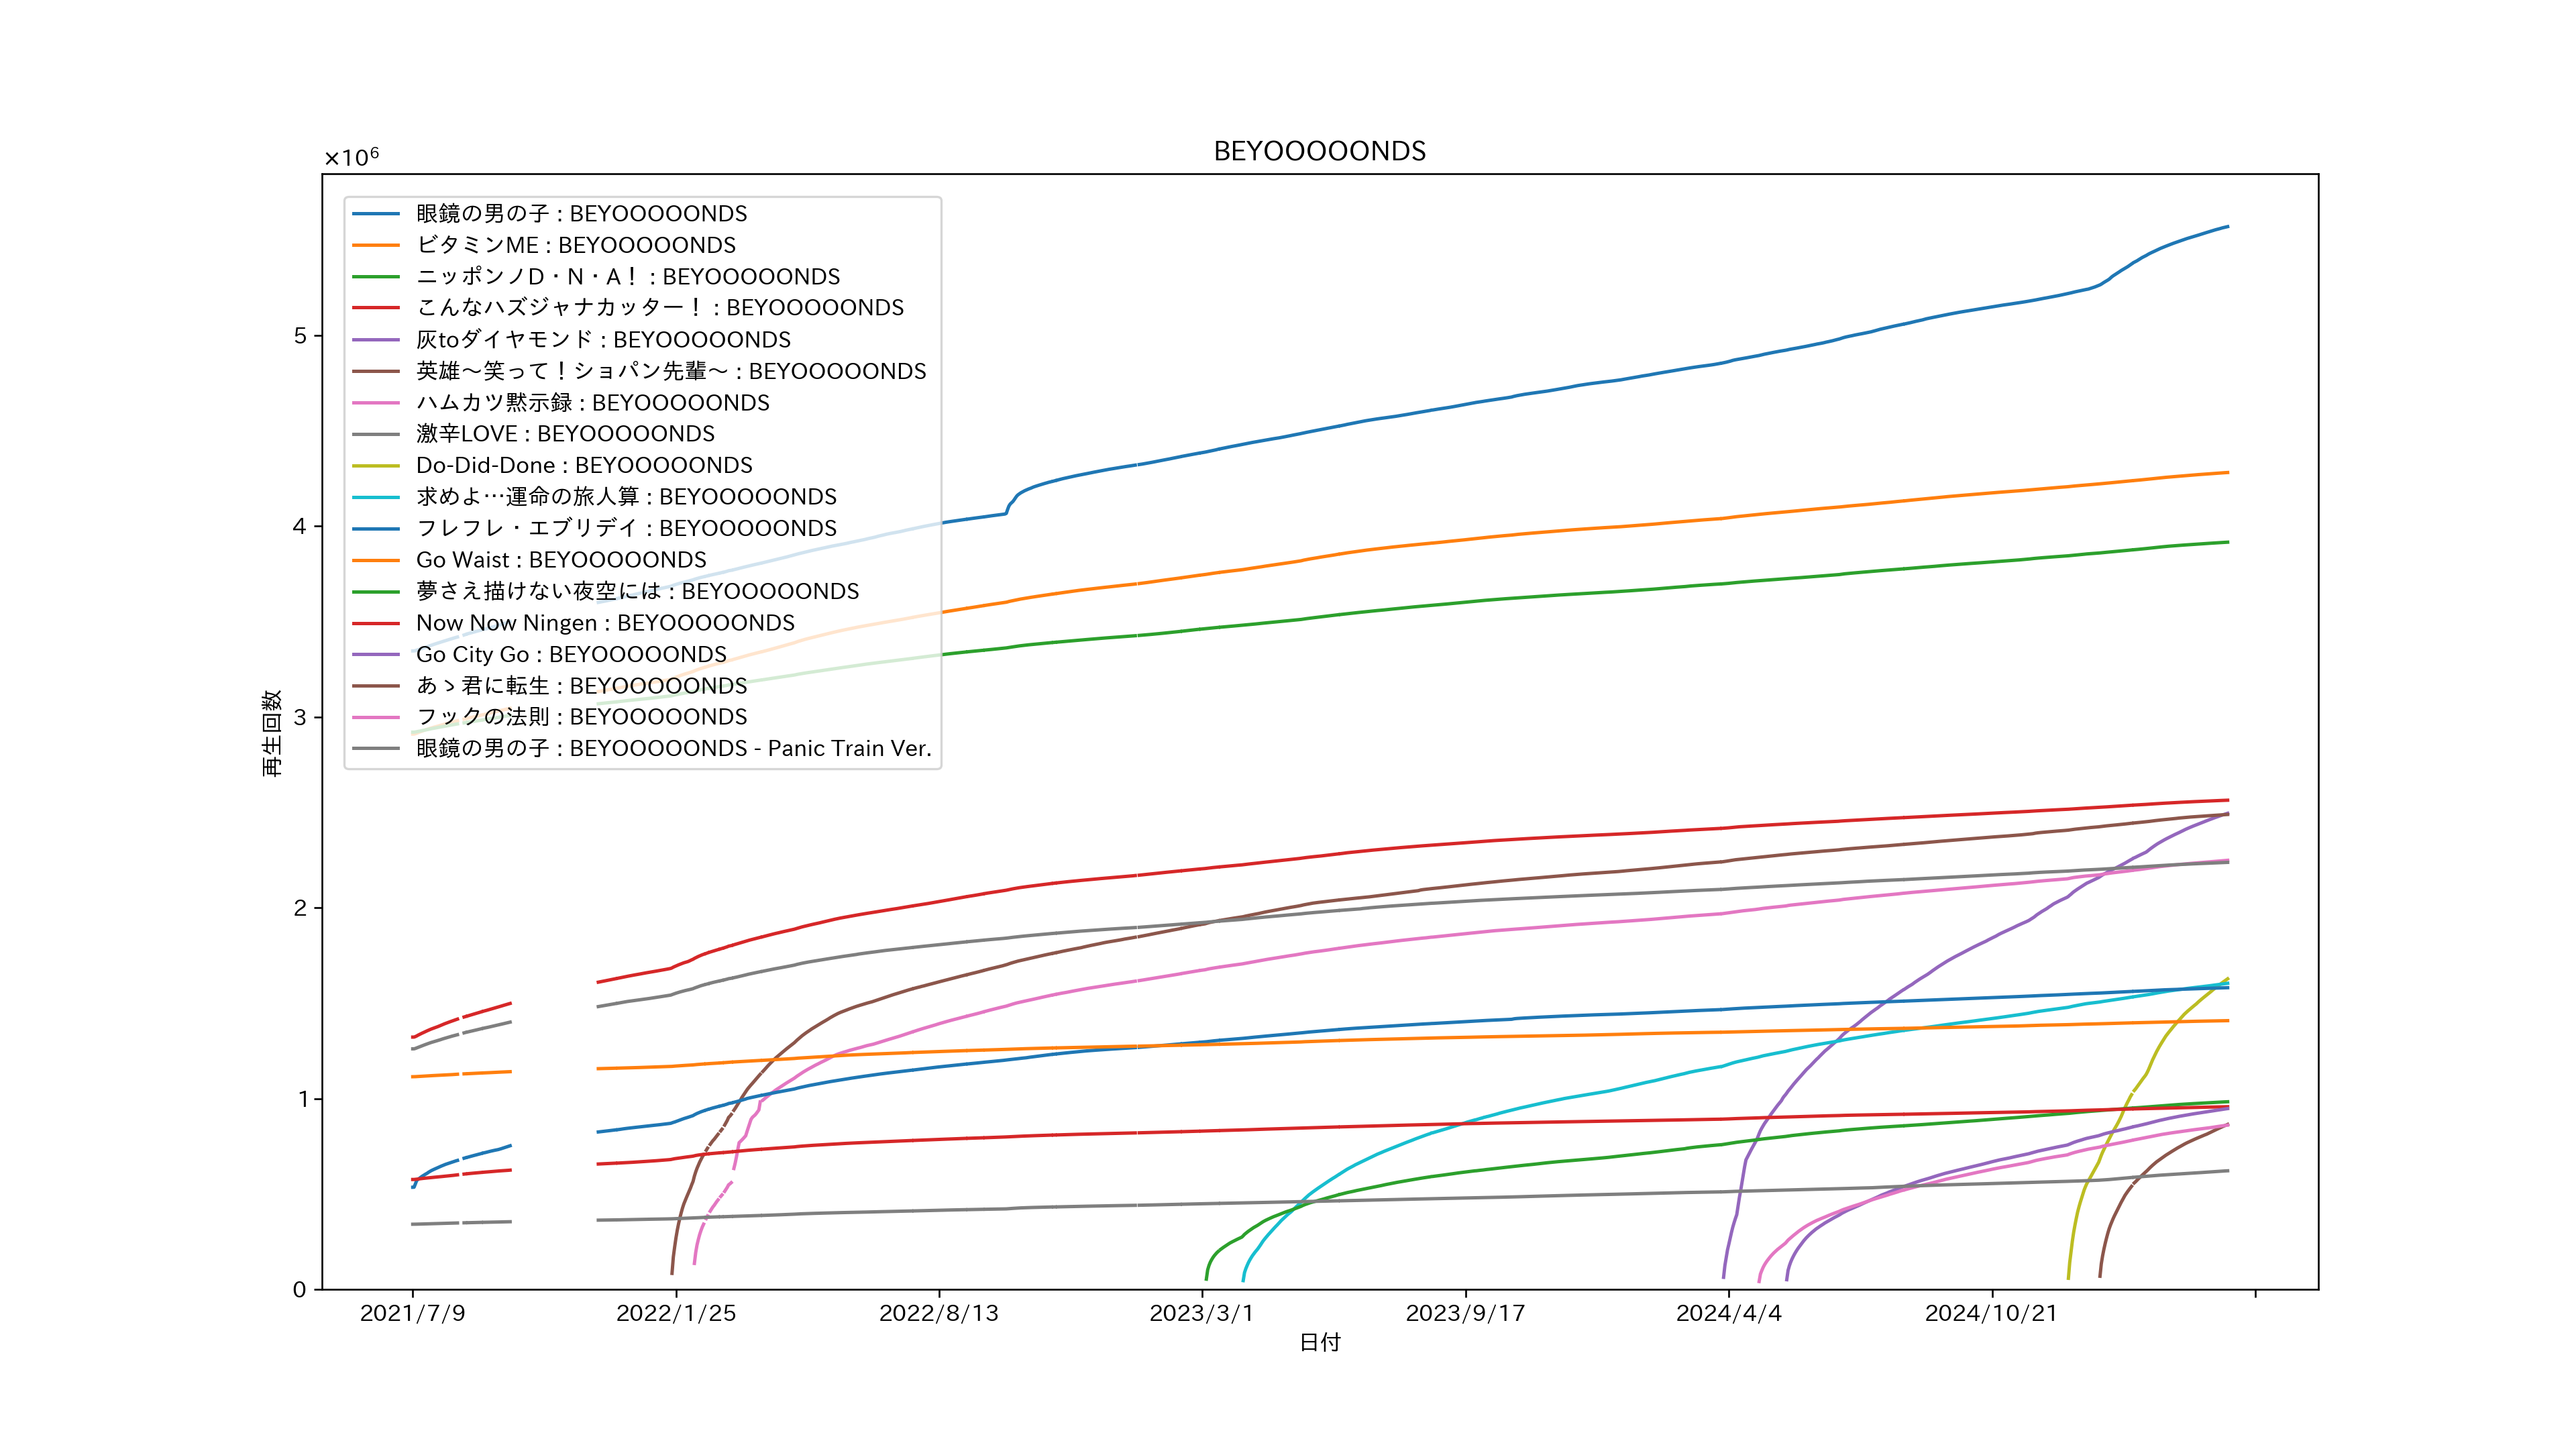 BEYOOOOONDS
×10⁶
眼鏡の男の子 : BEYOOOOONDS
ビタミンME : BEYOOOOONDS
ニッポンノD・N・A！ : BEYOOOOONDS
こんなハズジャナカッター！ : BEYOOOOONDS
灰toダイヤモンド : BEYOOOOONDS
英雄〜笑って！ショパン先輩〜 : BEYOOOOONDS
ハムカツ黙示録 : BEYOOOOONDS
激辛LOVE : BEYOOOOONDS
Do-Did-Done : BEYOOOOONDS
求めよ…運命の旅人算 : BEYOOOOONDS
フレフレ・エブリデイ : BEYOOOOONDS
Go Waist : BEYOOOOONDS
夢さえ描けない夜空には : BEYOOOOONDS
Now Now Ningen : BEYOOOOONDS
Go City Go : BEYOOOOONDS
あゝ君に転生 : BEYOOOOONDS
フックの法則 : BEYOOOOONDS
眼鏡の男の子 : BEYOOOOONDS - Panic Train Ver.
5
4
3
2
1
0
再生回数
2021/7/9
2022/1/25
2022/8/13
2023/3/1
2023/9/17
2024/4/4
2024/10/21
日付